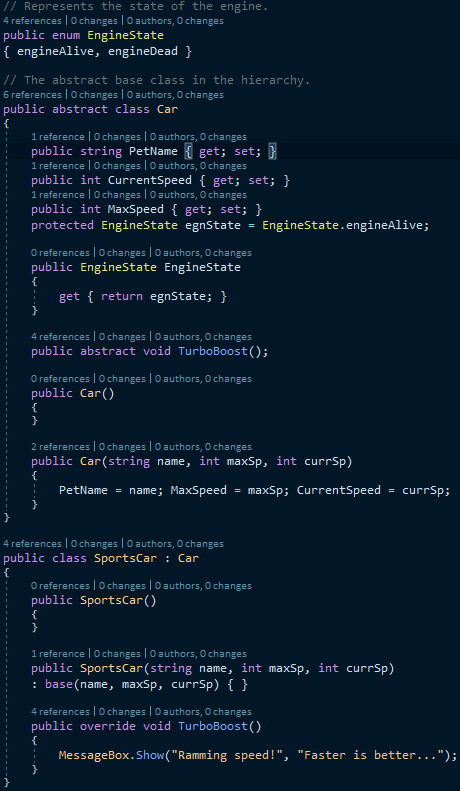 // Represents the state of the engine.
4 references | 0 changes | 0 authors, 0 changes
public enum EngineState
{ engineAlive, engineDead }
// The abstract base class in the hierarchy.
6 references | 0 changes | 0 authors, 0 changes
public abstract class Car
{
1 reference | 0 changes | 0 authors, 0 changes
public string PetName { get; set; }
1 reference | 0 changes | 0 authors, 0 changes
public int CurrentSpeed { get; set; }
1 reference | 0 changes | 0 authors, 0 changes
public int MaxSpeed { get; set; }
protected EngineState egnState = EngineState.engineAlive;
0 references | 0 changes | 0 authors, 0 changes
public EngineState EngineState
{
get { return egnState; }
}
4 references | 0 changes | 0 authors, 0 changes
public abstract void TurboBoost();
0 references | 0 changes | 0 authors, 0 changes
public Car()
{
}
2 references | 0 changes | 0 authors, 0 changes
public Car(string name, int maxSp, int currSp)
{
PetName = name; MaxSpeed = maxSp; CurrentSpeed = currSp;
}
}
4 references | 0 changes | 0 authors, 0 changes
public class SportsCar : Car
{
0 references | 0 changes | 0 authors, 0 changes
public SportsCar()
{
}
1 reference | 0 changes | 0 authors, 0 changes
public SportsCar(string name, int maxSp, int currSp)
: base(name, maxSp, currSp) { }
4 references | 0 changes | 0 authors, 0 changes
public override void TurboBoost()
{
MessageBox.Show("Ramming speed!", "Faster is better...");
}
}